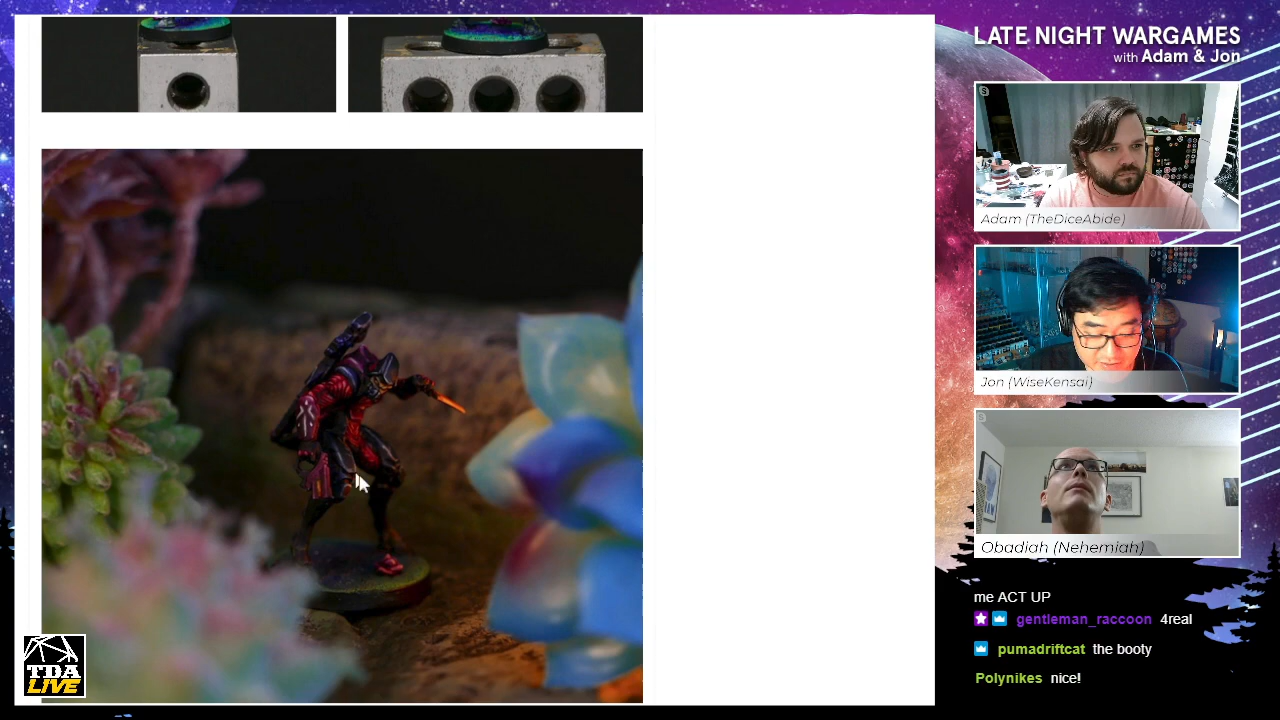 LATE NIGHT WARGAMES
with Adam & Jon
Adam (TheDiceAbide)
Jon (WiseKensai)
Obadiah (Nehemiah)
me ACT UP
gentleman_raccoon 4real
pumadriftcat the booty
Polynikes nice!
TDA
LIVE